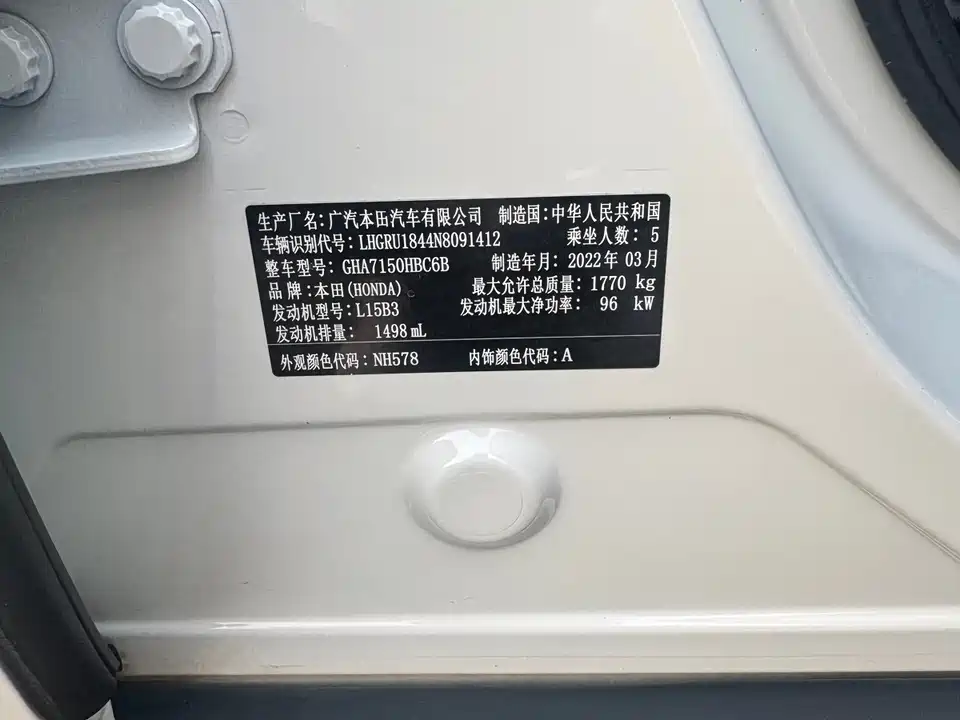 生产厂名:广汽本田汽车有限公司 制造国:中华人民共和国
车辆识别代号:LHGRU1844N8091412 乘坐人数:5
整车型号:GHA7150HBC6B 制造年月:2022年03月
品牌:本田(HONDA) 最大允许总质量:1770 kg
发动机型号:L15B3 发动机最大净功率:96 kW
发动机排量:1498mL
外观颜色代码:NH578 内饰颜色代码:A